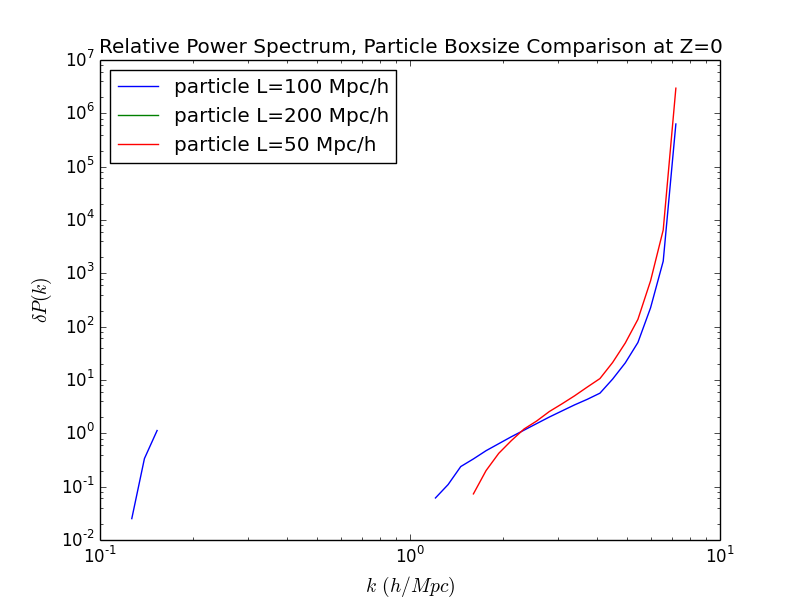 Relative Power Spectrum, Particle Boxsize Comparison at Z=0
10^7
particle L=100 Mpc/h
10^6
particle L=200 Mpc/h
particle L=50 Mpc/h
10^5
10^4
10^3
δP(k)
10^2
10^1
10^0
10^-1
10^-2
10^-1 10^0 10^1
k (h/Mpc)